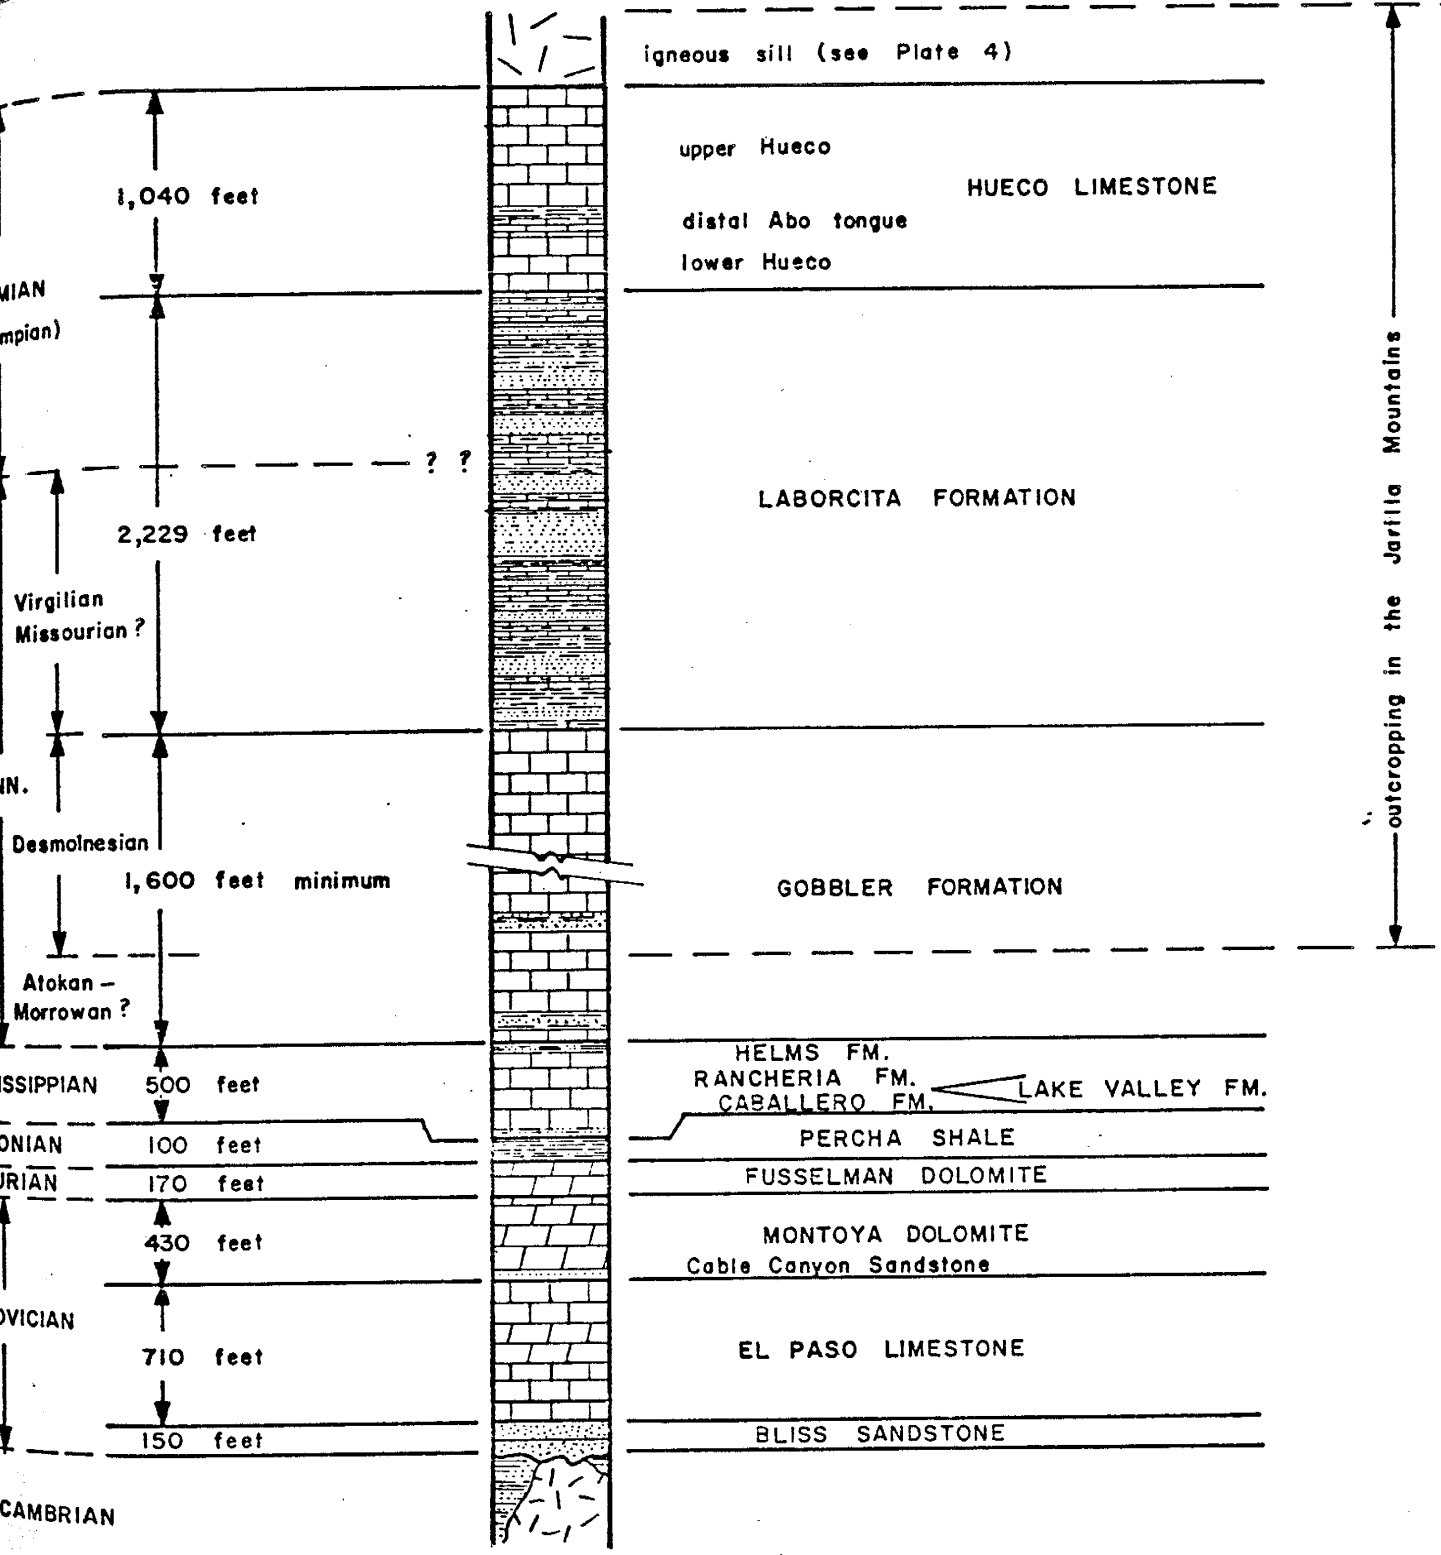 igneous sill (see Plate 4)
upper Hueco
1,040 feet
HUECO LIMESTONE
distal Abo tongue
lower Hueco
MIAN
mpian)
? ?
LABORCITA FORMATION
2,229 feet
outcropping in the Jarilla Mountains
Virgilian
Missourian?
NN.
Desmoinesian
1,600 feet minimum
GOBBLER FORMATION
Atokan –
Morrowan?
HELMS FM.
RANCHERIA FM.
CABALLERO FM.
LAKE VALLEY FM.
ISSIPPIAN 500 feet
ONIAN 100 feet
PERCHA SHALE
URIAN 170 feet
FUSSELMAN DOLOMITE
430 feet
MONTOYA DOLOMITE
Cable Canyon Sandstone
OVICIAN
710 feet
EL PASO LIMESTONE
150 feet
BLISS SANDSTONE
CAMBRIAN